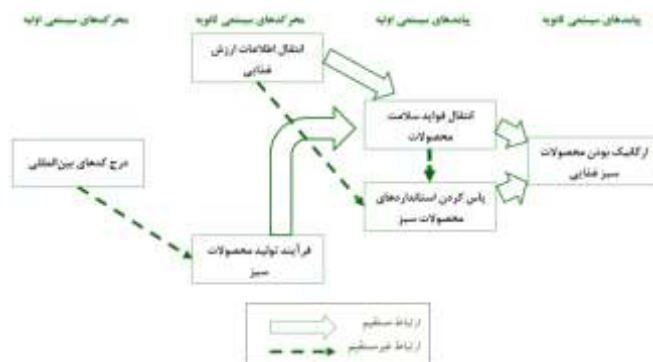 محرکه‌های سیستمی اولیه
محرکه‌های سیستمی ثانویه
پیامدهای سیستمی اولیه
پیامدهای سیستمی ثانویه
انتقال اطلاعات ارزش
غذایی
انتقال فواید سلامت
محصولات
درج کدهای بین‌المللی
ارگانیک بودن محصولات
سبز غذایی
پاس کردن استانداردهای
محصولات سبز
فرآیند تولید محصولات
سبز
ارتباط مستقیم
ارتباط غیرمستقیم